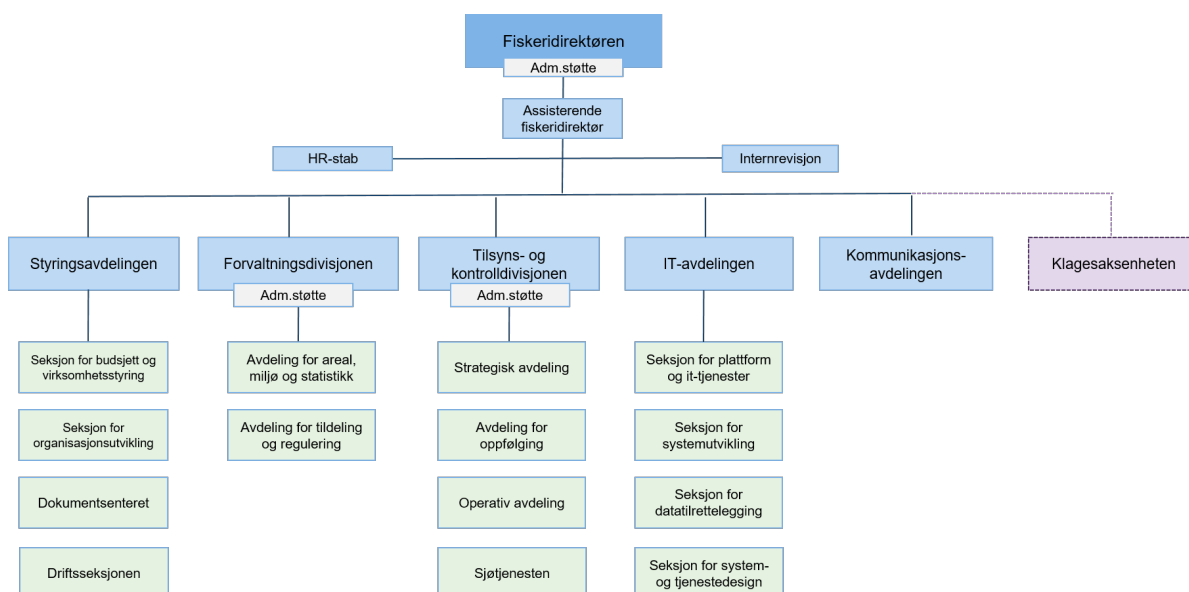 Fiskeridirektøren
Adm.støtte
Assisterende
fiskeridirektør
HR-stab
Internrevisjon
Styringsavdelingen
Forvaltningsdivisjonen
Adm.støtte
Tilsyns- og
kontrolldivisjonen
Adm.støtte
IT-avdelingen
Kommunikasjons-
avdelingen
Klagesaksenheten
Seksjon for budsjett og
virksomhetsstyring
Seksjon for
organisasjonsutvikling
Dokumentsenteret
Driftsseksjonen
Avdeling for areal,
miljø og statistikk
Avdeling for tildeling
og regulering
Strategisk avdeling
Avdeling for
oppfølging
Operativ avdeling
Sjøtjenesten
Seksjon for plattform
og it-tjenester
Seksjon for
systemutvikling
Seksjon for
datatilrettelegging
Seksjon for system-
og tjenestedesign